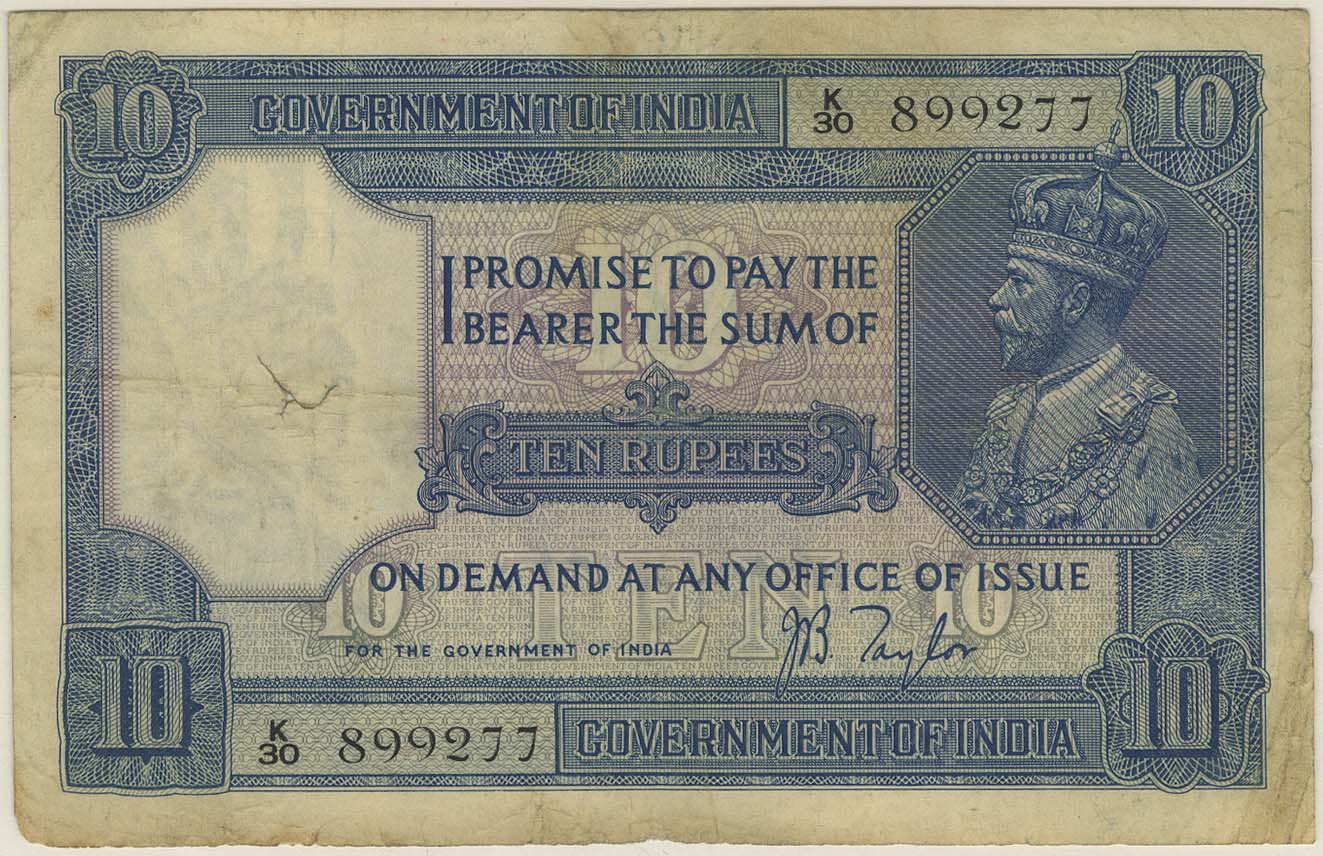 10 GOVERNMENT OF INDIA K/30 899277 10
10
I PROMISE TO PAY THE
BEARER THE SUM OF
TEN RUPEES
TEN
ON DEMAND AT ANY OFFICE OF ISSUE
10 10
FOR THE GOVERNMENT OF INDIA JB. Taylor
10 K/30 899277 GOVERNMENT OF INDIA 10